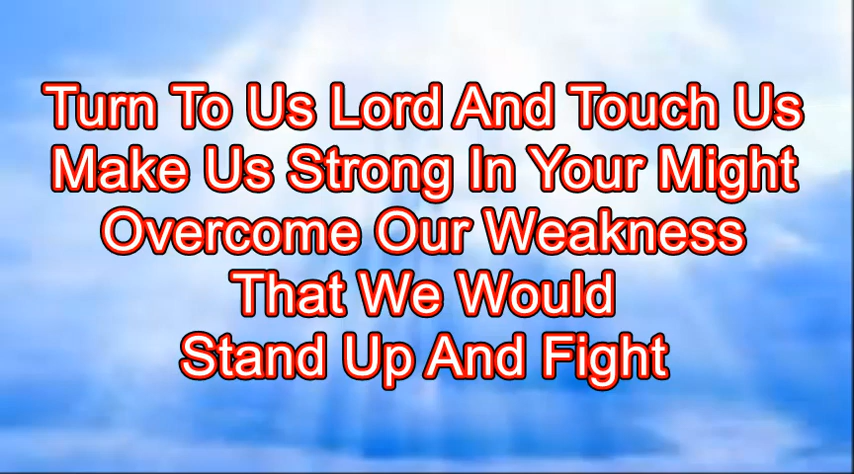 Turn To Us Lord And Touch Us
Make Us Strong In Your Might
Overcome Our Weakness
That We Would
Stand Up And Fight